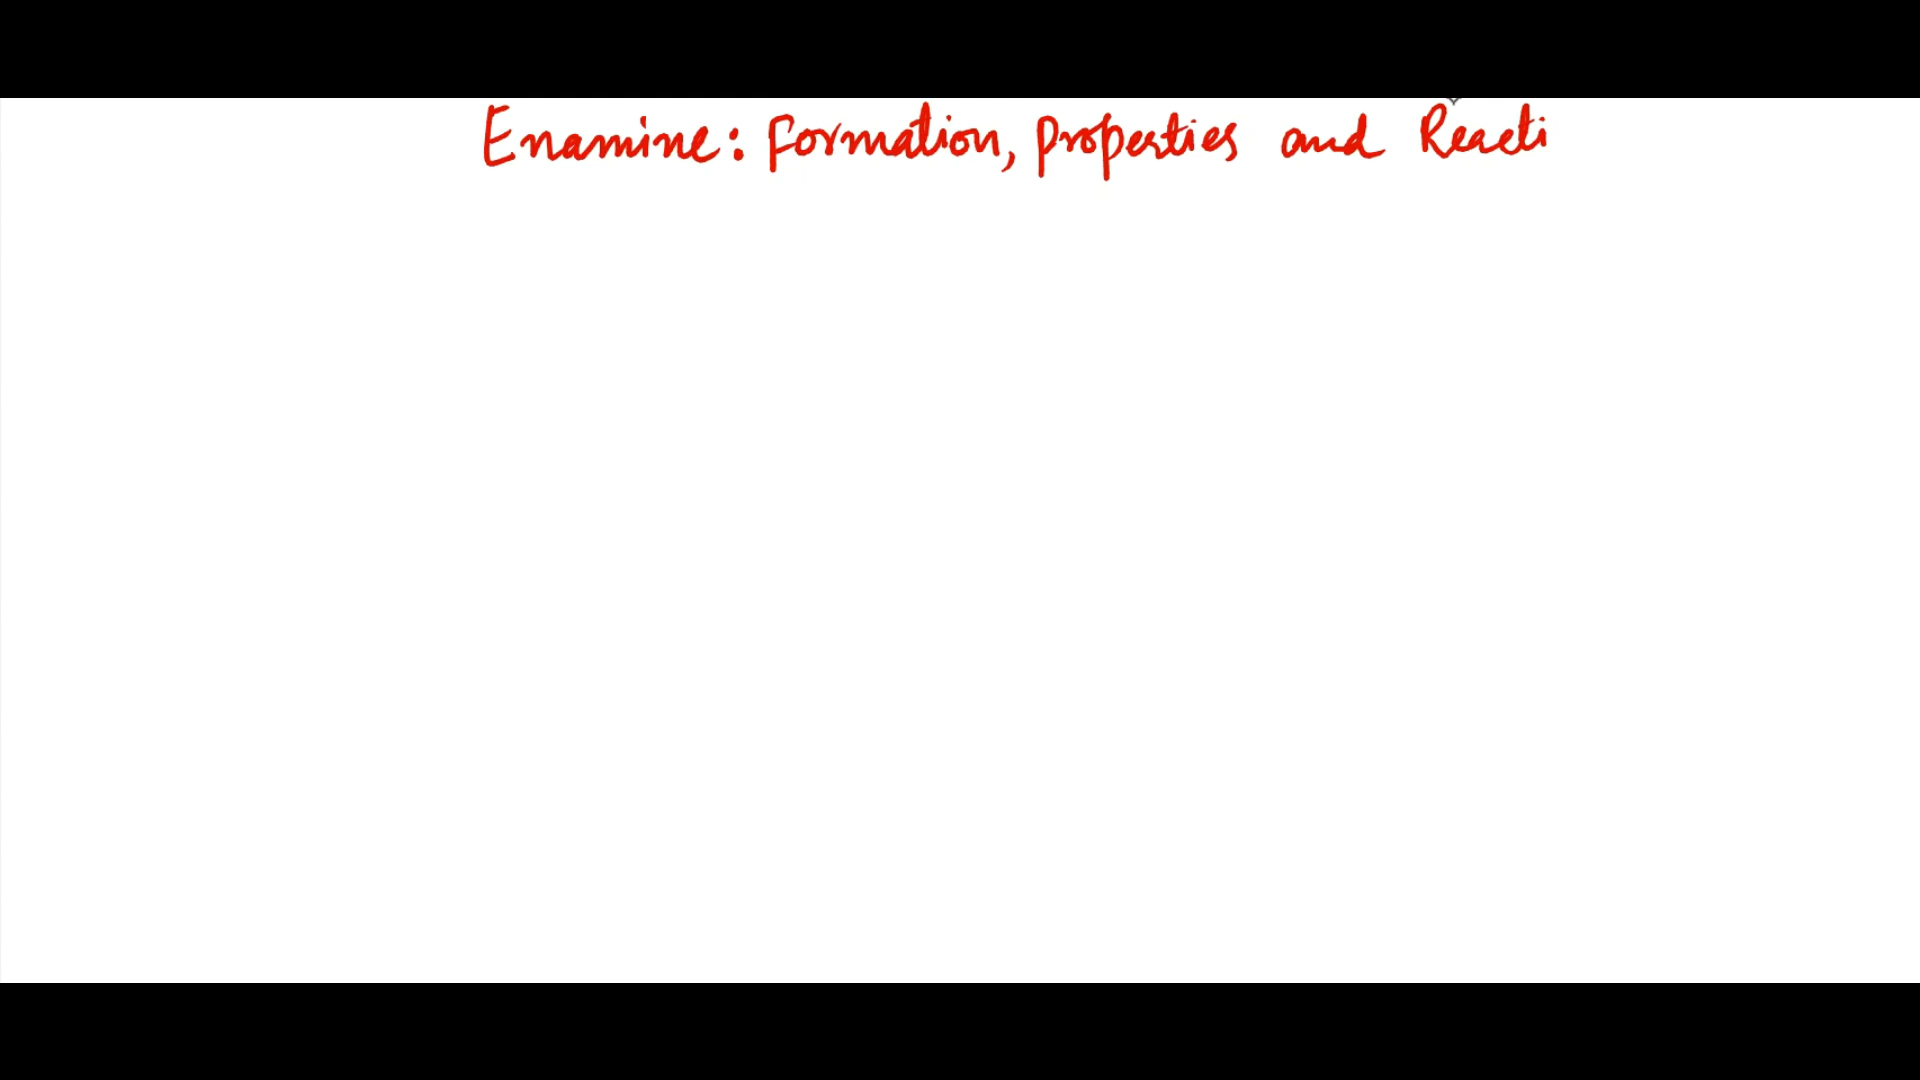 Enamine: Formation, Properties and Reacti